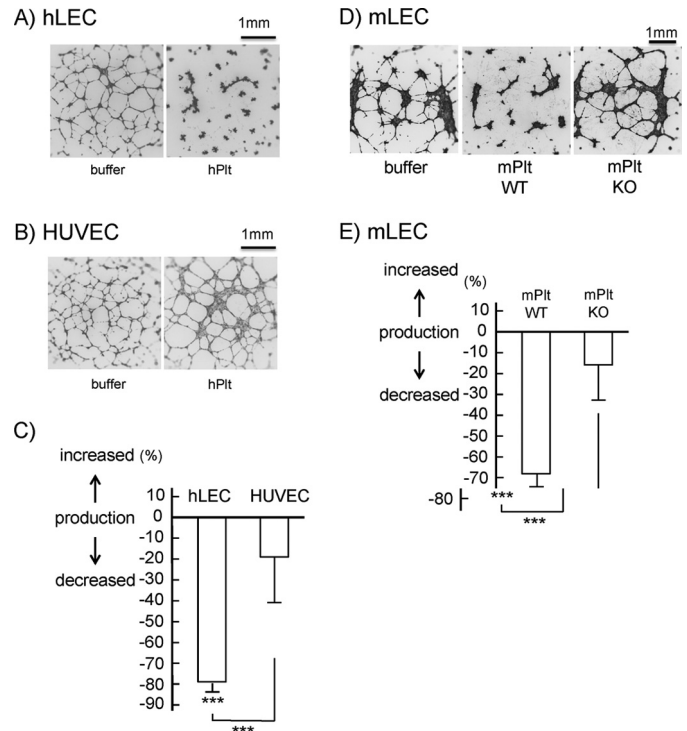 A) hLEC
1mm
buffer
hPlt
B) HUVEC
1mm
buffer
hPlt
C)
increased (%)
production
decreased
hLEC
HUVEC
10
0
-10
-20
-30
-40
-50
-60
-70
-80
-90
***
***
D) mLEC
1mm
buffer
mPlt
WT
mPlt
KO
E) mLEC
increased (%)
production
decreased
mPlt
WT
mPlt
KO
10
0
-10
-20
-30
-40
-50
-60
-70
-80
***
***